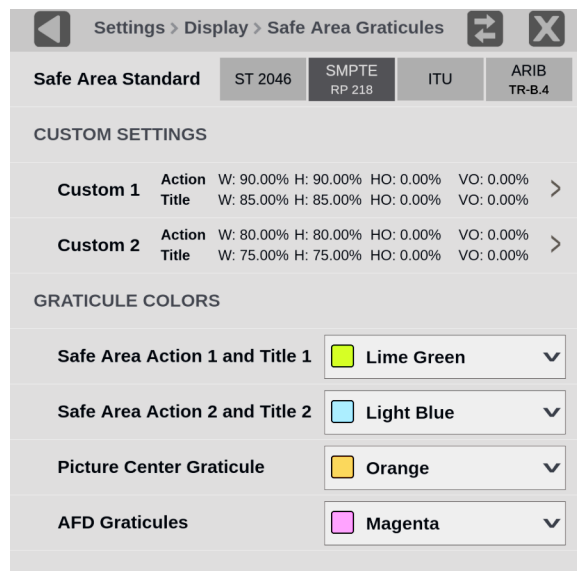 Settings > Display > Safe Area Graticules
Safe Area Standard ST 2046 SMPTE RP 218 ITU ARIB TR-B.4
CUSTOM SETTINGS
Custom 1 Action W: 90.00% H: 90.00% HO: 0.00% VO: 0.00% >
Title W: 85.00% H: 85.00% HO: 0.00% VO: 0.00%
Custom 2 Action W: 80.00% H: 80.00% HO: 0.00% VO: 0.00% >
Title W: 75.00% H: 75.00% HO: 0.00% VO: 0.00%
GRATICULE COLORS
Safe Area Action 1 and Title 1 Lime Green
Safe Area Action 2 and Title 2 Light Blue
Picture Center Graticule Orange
AFD Graticules Magenta